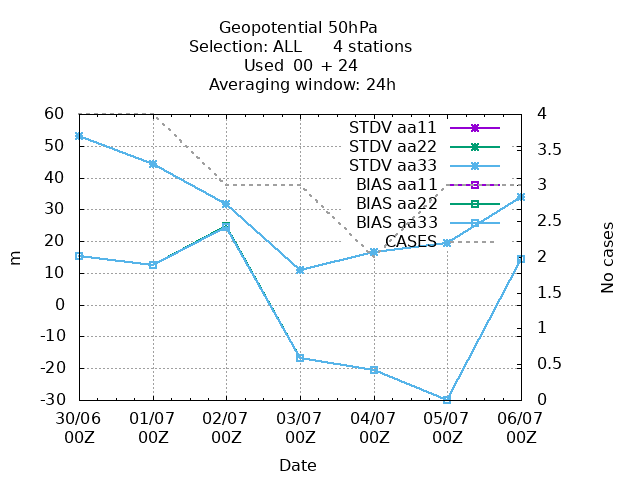 Geopotential 50hPa
Selection: ALL 4 stations
Used 00 + 24
Averaging window: 24h
60 4
STDV aa11
STDV aa22
50 3.5
STDV aa33
40 3
BIAS aa11
BIAS aa22
30 2.5
BIAS aa33
20 2
CASES
10 1.5
0 1
-10 0.5
-20 0
-30
m
No cases
30/06 01/07 02/07 03/07 04/07 05/07 06/07
00Z 00Z 00Z 00Z 00Z 00Z 00Z
Date